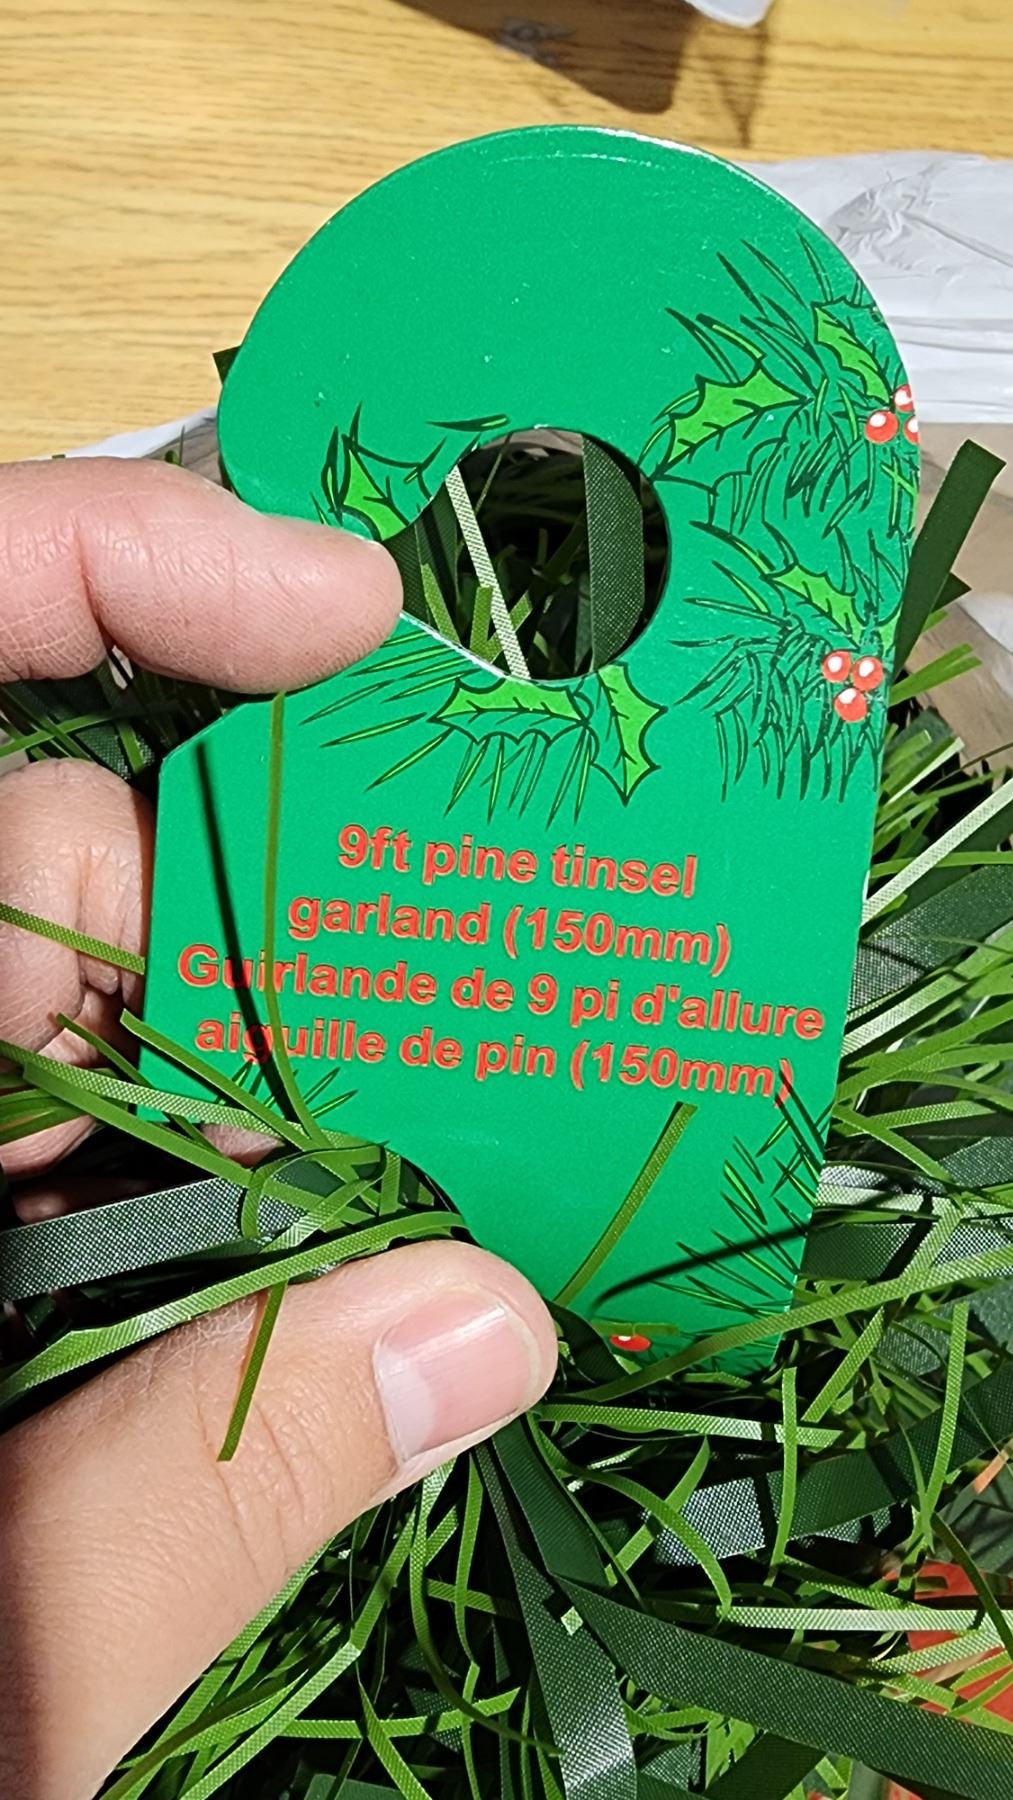 9ft pine tinsel
garland (150mm)
Guirlande de 9 pi d'allure
aiguille de pin (150mm)